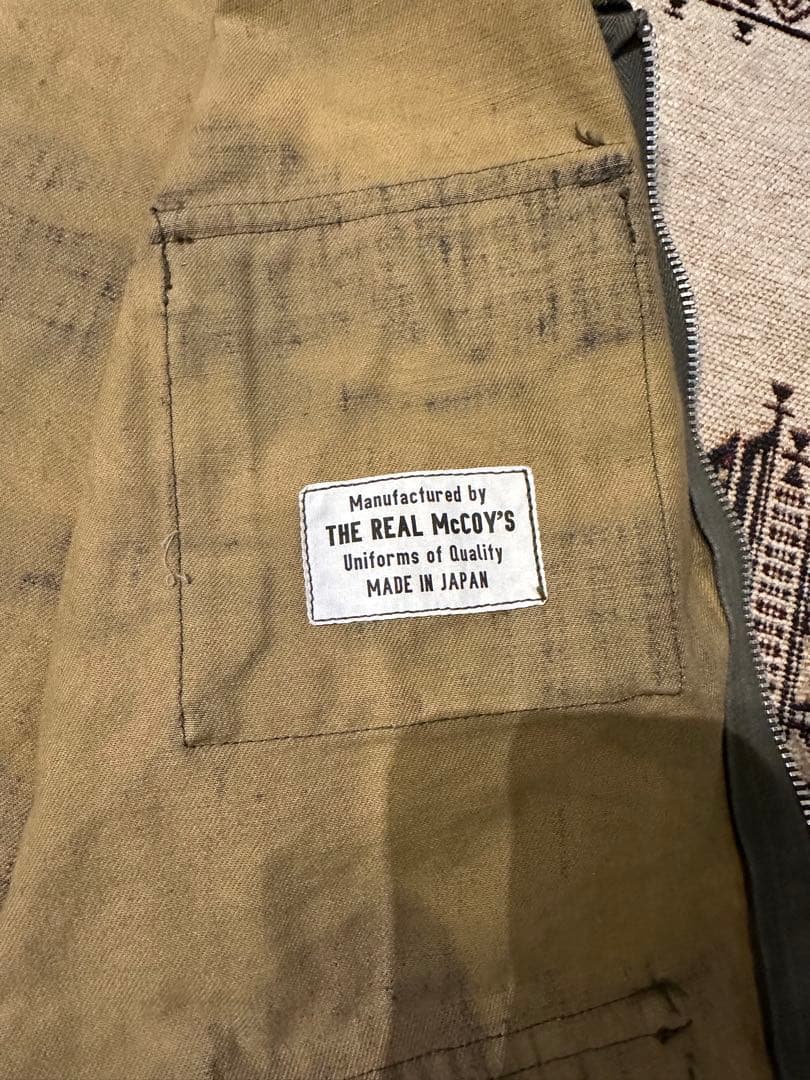 Manufactured by
THE REAL McCOY'S
Uniforms of Quality
MADE IN JAPAN